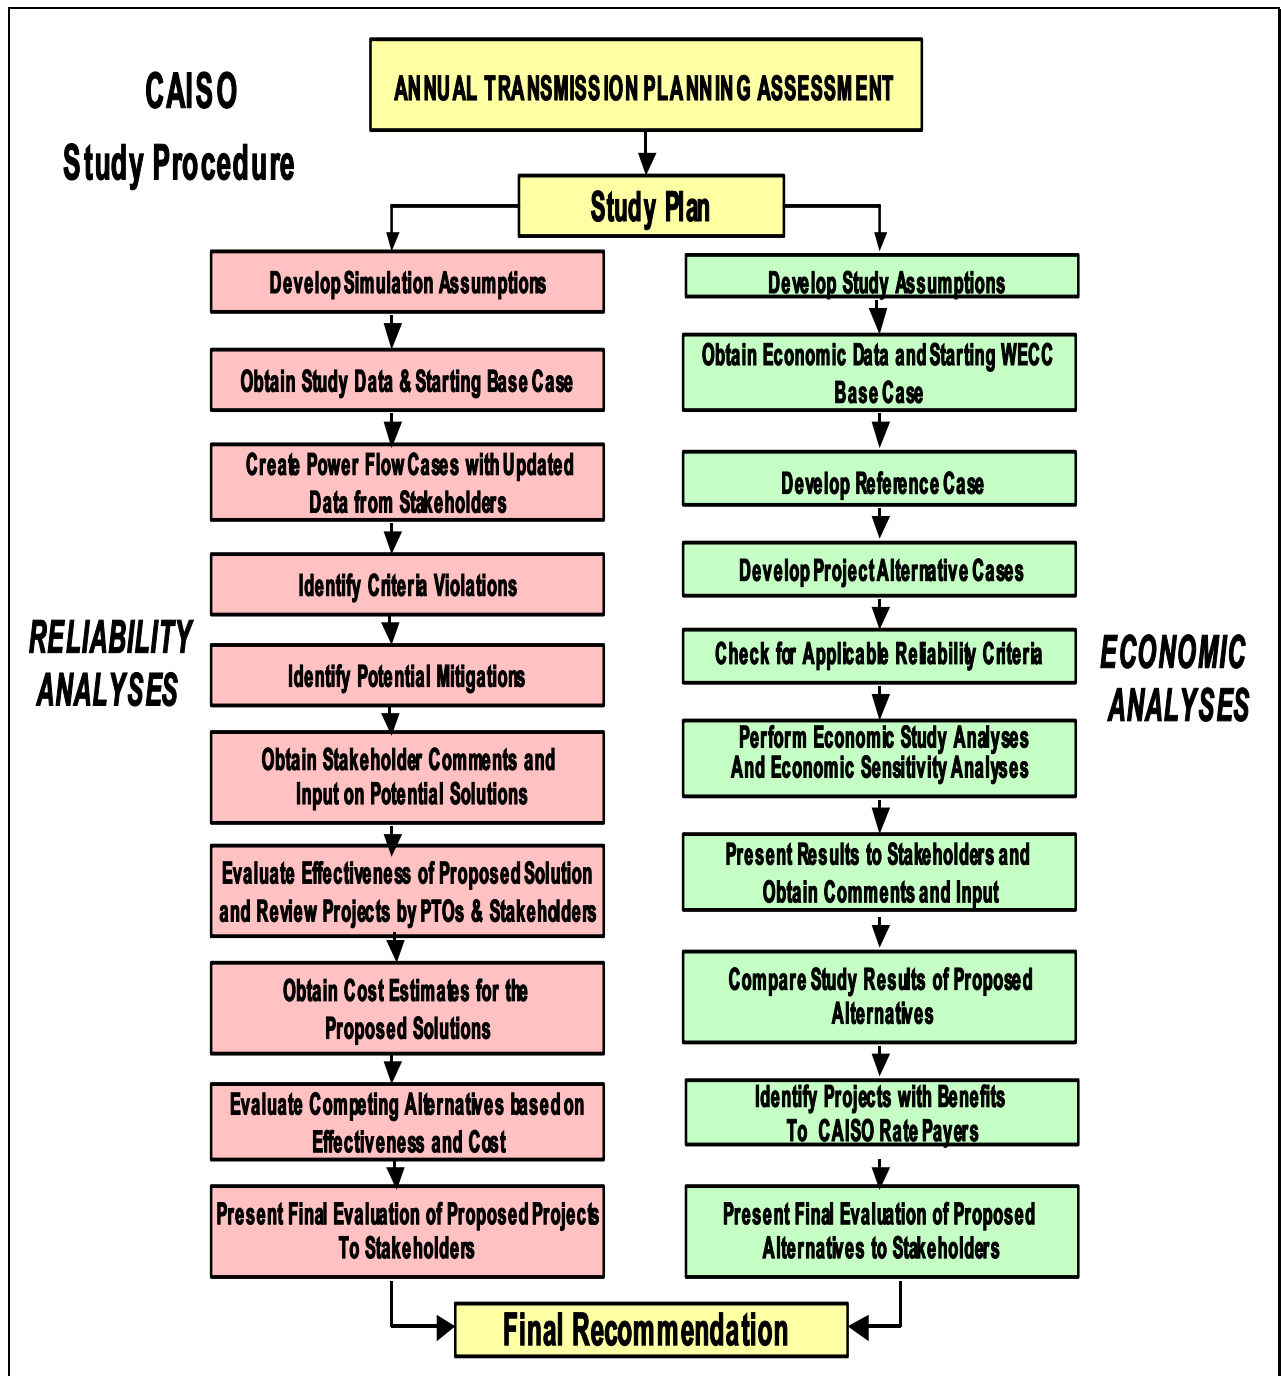 CAISO
Study Procedure
ANNUAL TRANSMISSION PLANNING ASSESSMENT
Study Plan
RELIABILITY
ANALYSES
Develop Simulation Assumptions
Obtain Study Data & Starting Base Case
Create Power Flow Cases with Updated
Data from Stakeholders
Identify Criteria Violations
Identify Potential Mitigations
Obtain Stakeholder Comments and
Input on Potential Solutions
Evaluate Effectiveness of Proposed Solution
and Review Projects by PTOs & Stakeholders
Obtain Cost Estimates for the
Proposed Solutions
Evaluate Competing Alternatives based on
Effectiveness and Cost
Present Final Evaluation of Proposed Projects
To Stakeholders
ECONOMIC
ANALYSES
Develop Study Assumptions
Obtain Economic Data and Starting WECC
Base Case
Develop Reference Case
Develop Project Alternative Cases
Check for Applicable Reliability Criteria
Perform Economic Study Analyses
And Economic Sensitivity Analyses
Present Results to Stakeholders and
Obtain Comments and Input
Compare Study Results of Proposed
Alternatives
Identify Projects with Benefits
To CAISO Rate Payers
Present Final Evaluation of Proposed
Alternatives to Stakeholders
Final Recommendation